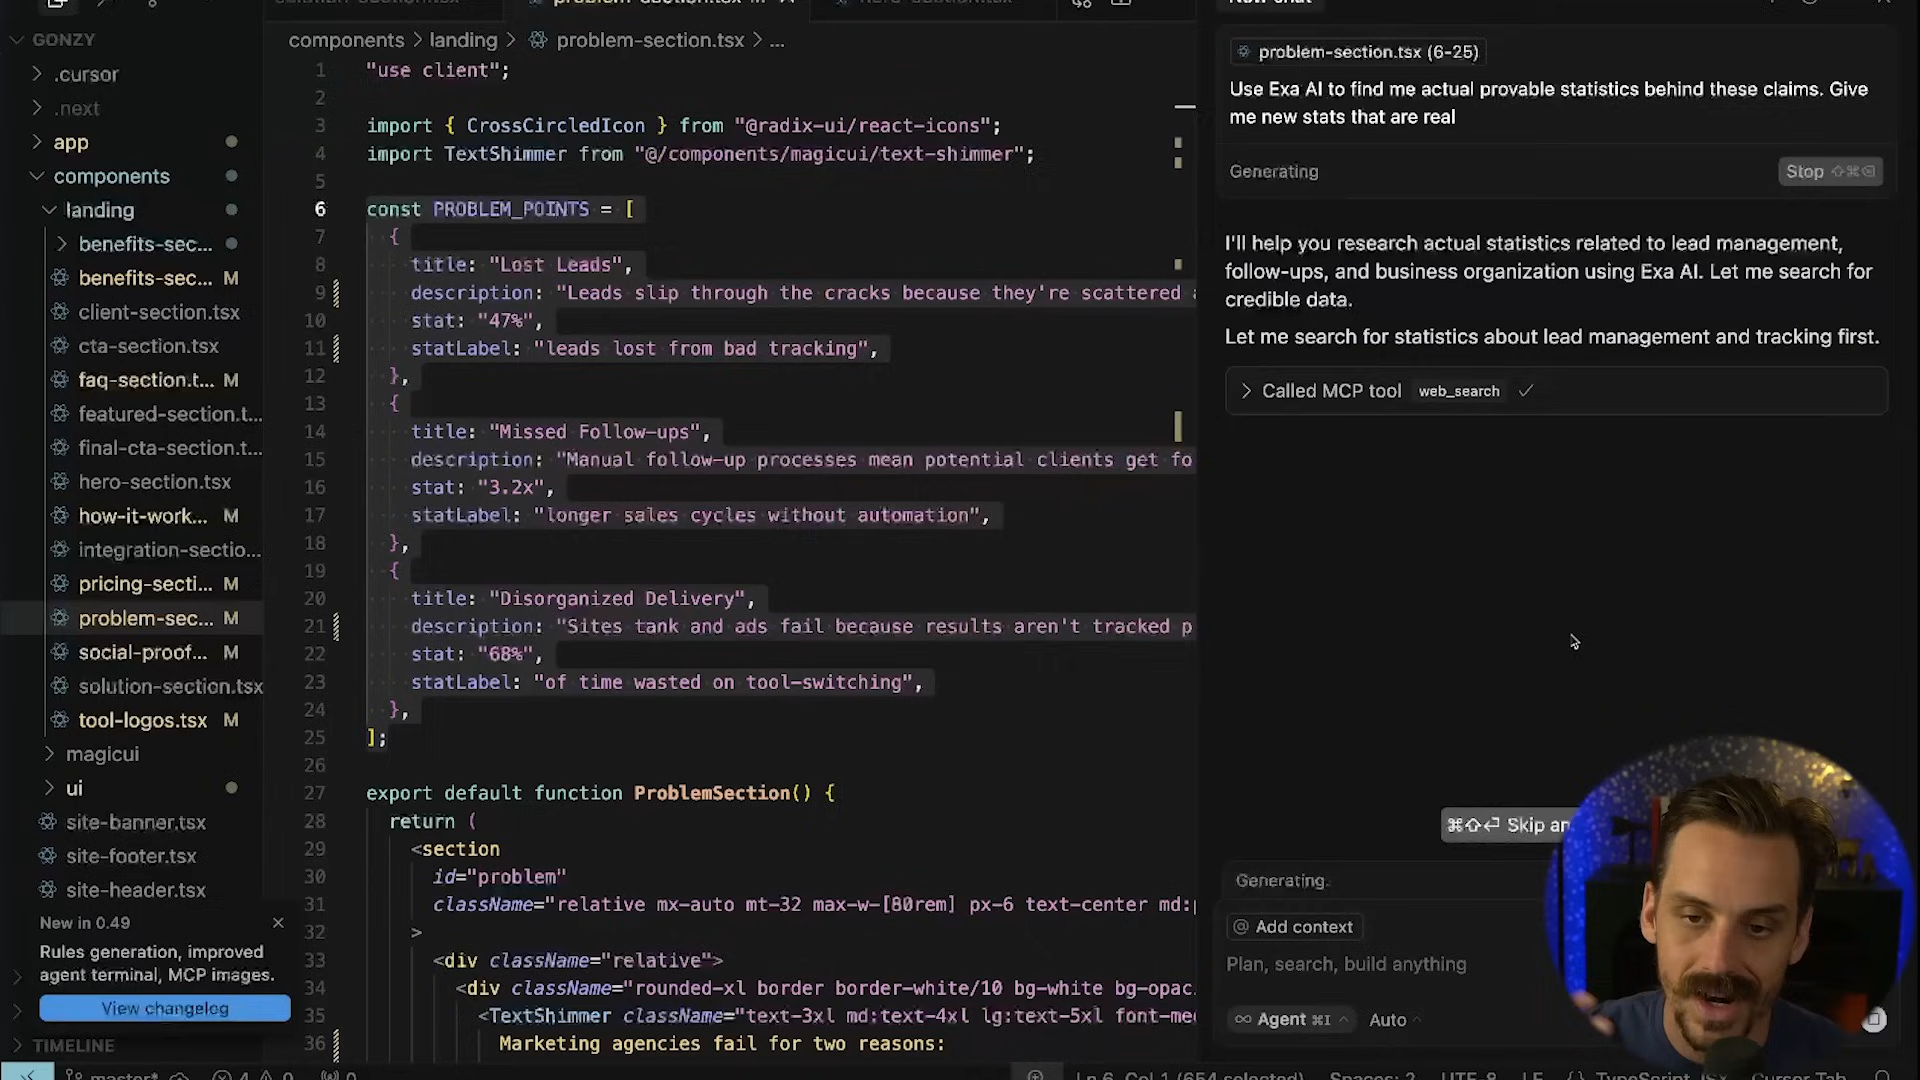 GONZY
.cursor
.next
app
components
landing
benefits-sec...
benefits-sec... M
client-section.tsx
cta-section.tsx
faq-section.t... M
featured-section.t...
final-cta-section.t...
hero-section.tsx
how-it-work... M
integration-sectio...
pricing-secti... M
problem-sec... M
social-proof... M
solution-section.tsx
tool-logos.tsx M
magicui
ui
site-banner.tsx
site-footer.tsx
site-header.tsx
New in 0.49
Rules generation, improved
agent terminal, MCP images.
View changelog
TIMELINE
components > landing > problem-section.tsx > ...
1 "use client";
2
3 import { CrossCircledIcon } from "@radix-ui/react-icons";
4 import TextShimmer from "@/components/magicui/text-shimmer";
5
6 const PROBLEM_POINTS = [
7 {
8 title: "Lost Leads",
9 description: "Leads slip through the cracks because they're scattered
10 stat: "47%",
11 statLabel: "leads lost from bad tracking",
12 },
13 {
14 title: "Missed Follow-ups",
15 description: "Manual follow-up processes mean potential clients get fo
16 stat: "3.2x",
17 statLabel: "longer sales cycles without automation",
18 },
19 {
20 title: "Disorganized Delivery",
21 description: "Sites tank and ads fail because results aren't tracked p
22 stat: "68%",
23 statLabel: "of time wasted on tool-switching",
24 },
25 ];
26
27 export default function ProblemSection() {
28 return (
29 <section
30 id="problem"
31 className="relative mx-auto mt-32 max-w-[80rem] px-6 text-center md:p
32 >
33 <div className="relative">
34 <div className="rounded-xl border border-white/10 bg-white bg-opac
35 <TextShimmer className="text-3xl md:text-4xl lg:text-5xl font-med
36 Marketing agencies fail for two reasons:
problem-section.tsx (6-25)
Use Exa AI to find me actual provable statistics behind these claims. Give
me new stats that are real
Generating
Stop ⇧⌘⌫
I'll help you research actual statistics related to lead management,
follow-ups, and business organization using Exa AI. Let me search for
credible data.
Let me search for statistics about lead management and tracking first.
Called MCP tool web_search
⌘⇧⏎ Skip an
Generating.
@ Add context
Plan, search, build anything
∞ Agent ⌘I Auto